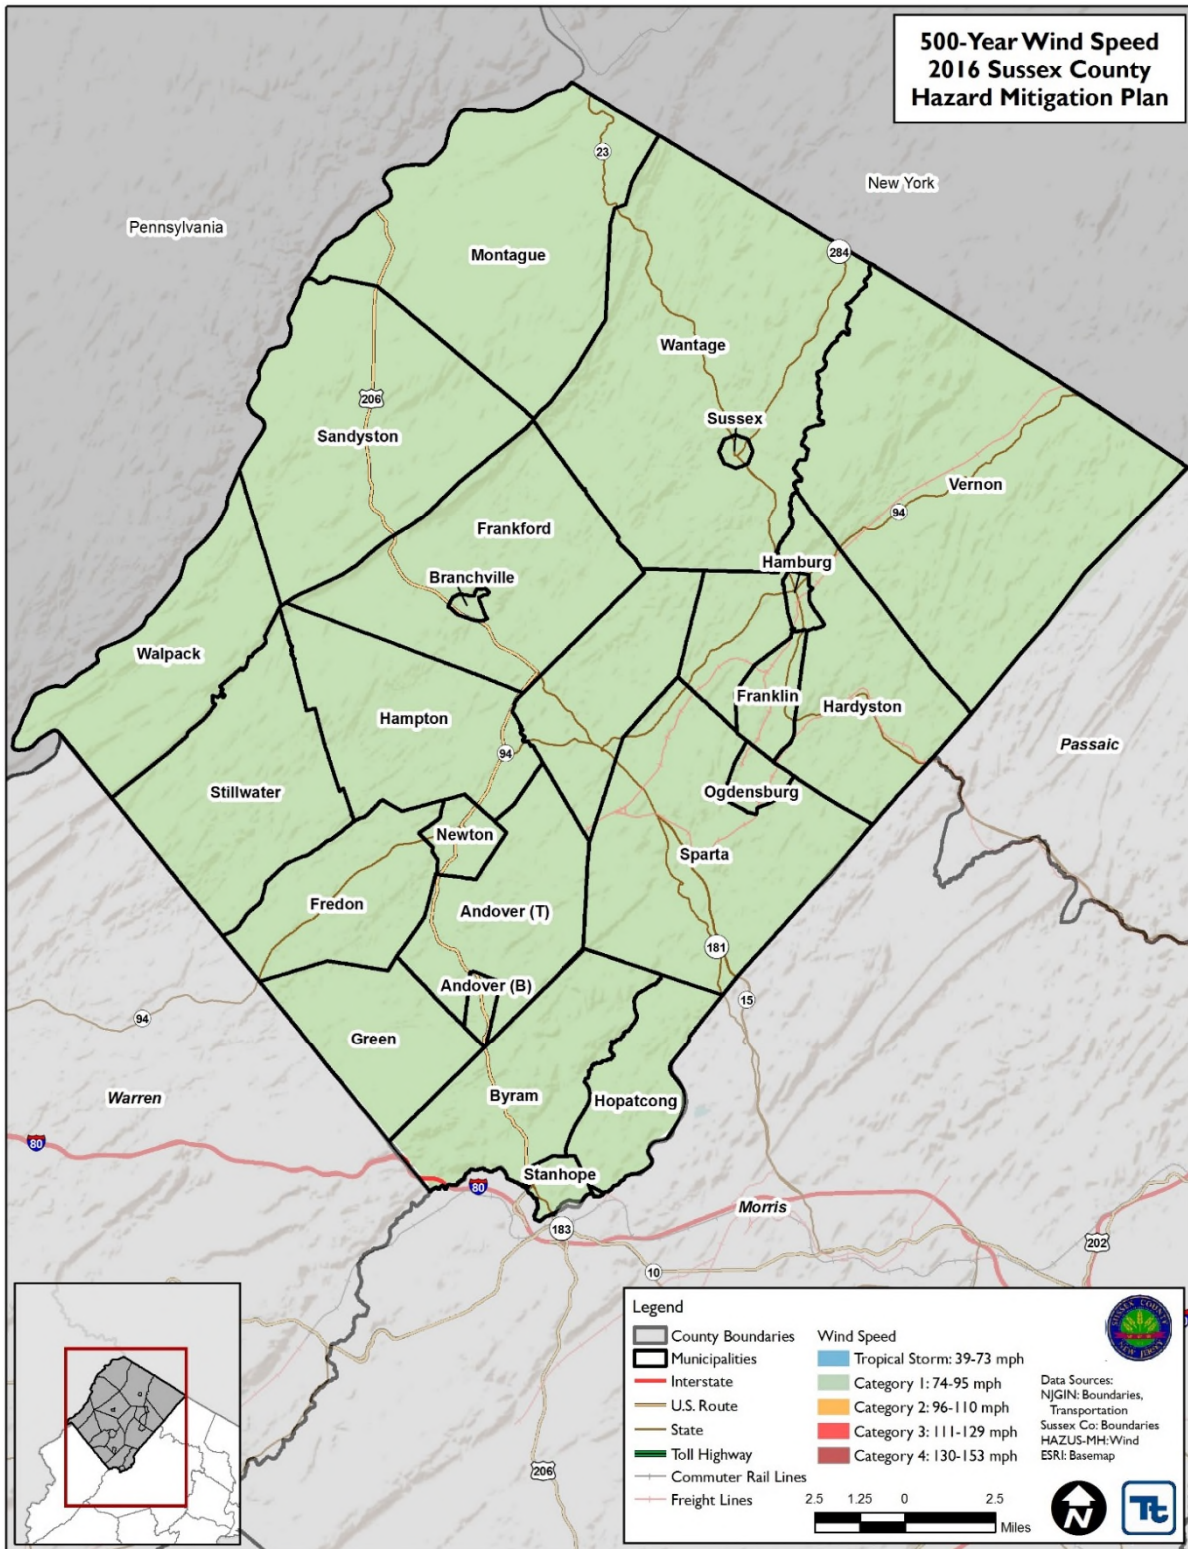 500-Year Wind Speed
2016 Sussex County
Hazard Mitigation Plan
23
New York
Pennsylvania
284
Montague
Wantage
206
Sussex
Sandyston
Vernon
94
Frankford
Hamburg
Branchville
Walpack
Franklin
Hardyston
Hampton
Passaic
94
Stillwater
Ogdensburg
Newton
Sparta
Fredon
Andover (T)
181
Andover (B)
15
94
Green
Byram
Warren
Hopatcong
80
Stanhope
80
Morris
183
202
10
206
Legend
County Boundaries
Municipalities
Interstate
U.S. Route
State
Toll Highway
Commuter Rail Lines
Freight Lines
Wind Speed
Tropical Storm: 39-73 mph
Category 1: 74-95 mph
Category 2: 96-110 mph
Category 3: 111-129 mph
Category 4: 130-153 mph
SUSSEX COUNTY
NEW JERSEY
Data Sources:
NJGIN: Boundaries,
Transportation
Sussex Co: Boundaries
HAZUS-MH: Wind
ESRI: Basemap
2.5 1.25 0 2.5
Miles
N
Tt